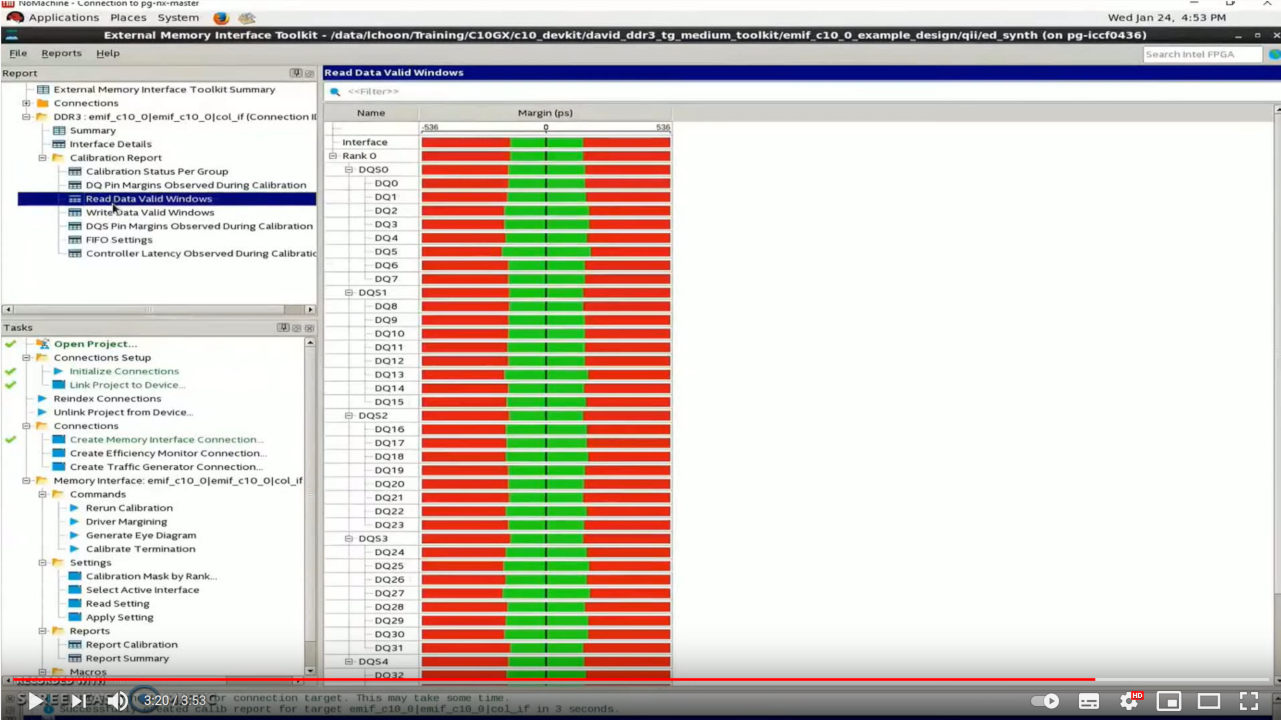 NoMachine - Connection to pg-nx-master
Applications Places System
Wed Jan 24, 4:53 PM
External Memory Interface Toolkit - /data/lchoon/Training/C10GX/c10_devkit/david_ddr3_tg_medium_toolkit/emif_c10_0_example_design/qii/ed_synth (on pg-iccf0436)
File Reports Help
Search Intel FPGA
Report
External Memory Interface Toolkit Summary
Connections
DDR3 : emif_c10_0|emif_c10_0|col_if (Connection ID
Summary
Interface Details
Calibration Report
Calibration Status Per Group
DQ Pin Margins Observed During Calibration
Read Data Valid Windows
Write Data Valid Windows
DQS Pin Margins Observed During Calibration
FIFO Settings
Controller Latency Observed During Calibratio
Tasks
Open Project...
Connections Setup
Initialize Connections
Link Project to Device...
Reindex Connections
Unlink Project from Device...
Connections
Create Memory Interface Connection...
Create Efficiency Monitor Connection...
Create Traffic Generator Connection...
Memory Interface: emif_c10_0|emif_c10_0|col_if
Commands
Rerun Calibration
Driver Margining
Generate Eye Diagram
Calibrate Termination
Settings
Calibration Mask by Rank...
Select Active Interface
Read Setting
Apply Setting
Reports
Report Calibration
Report Summary
Macros
Read Data Valid Windows
<<Filter>>
Name Margin (ps)
-536 0 536
Interface
Rank 0
DQS0
DQ0
DQ1
DQ2
DQ3
DQ4
DQ5
DQ6
DQ7
DQS1
DQ8
DQ9
DQ10
DQ11
DQ12
DQ13
DQ14
DQ15
DQS2
DQ16
DQ17
DQ18
DQ19
DQ20
DQ21
DQ22
DQ23
DQS3
DQ24
DQ25
DQ26
DQ27
DQ28
DQ29
DQ30
DQ31
DQS4
DQ32
RECORDED WITH
for connection target. This may take some time.
Successfully created calib report for target emif_c10_0|emif_c10_0|col_if in 3 seconds.
3:20 / 3:53
HD